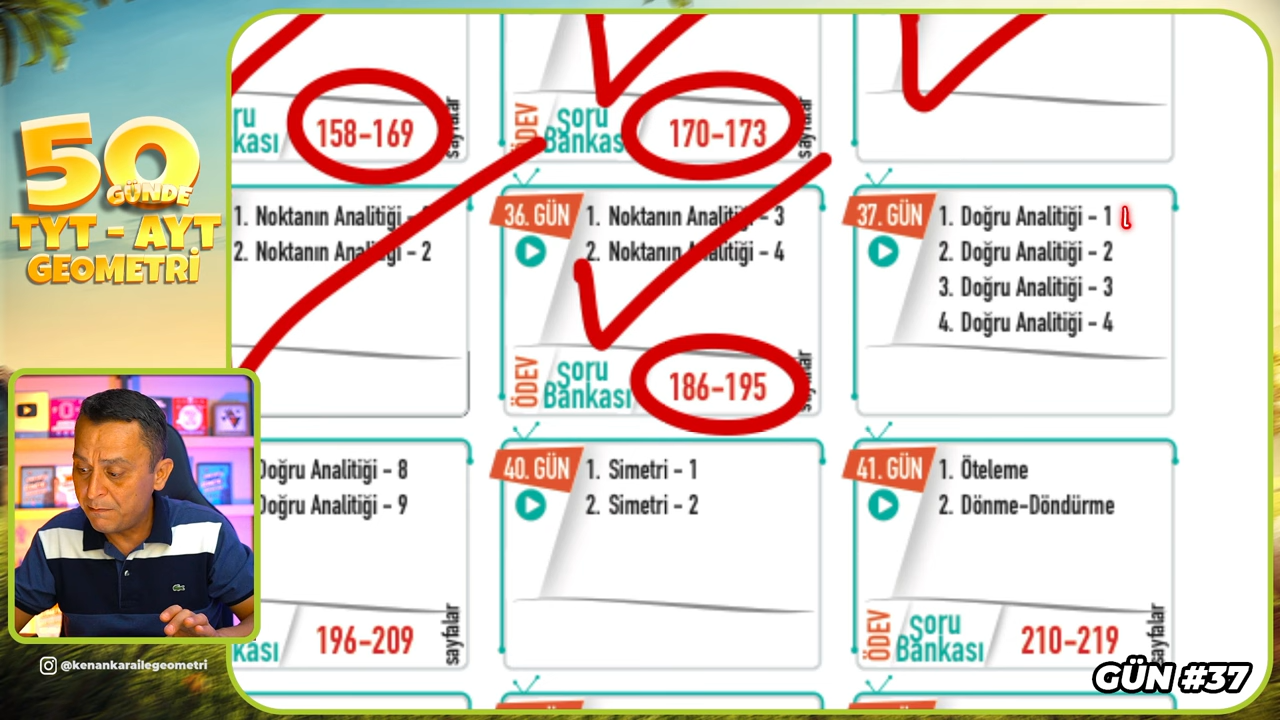 50
GÜNDE
TYT - AYT
GEOMETRİ
ru
kası
158-169
sayfalar
ÖDEV
Soru
Bankası
170-173
sayfalar
1. Noktanın Analitiği -
2. Noktanın Analitiği - 2
36. GÜN
1. Noktanın Analitiği - 3
2. Noktanın Analitiği - 4
ÖDEV
Soru
Bankası
186-195
sayfalar
37. GÜN
1. Doğru Analitiği - 1
2. Doğru Analitiği - 2
3. Doğru Analitiği - 3
4. Doğru Analitiği - 4
Doğru Analitiği - 8
Doğru Analitiği - 9
kası
196-209
sayfalar
40. GÜN
1. Simetri - 1
2. Simetri - 2
41. GÜN
1. Öteleme
2. Dönme-Döndürme
ÖDEV
Soru
Bankası
210-219
sayfalar
@kenankarailegeometri
GÜN #37